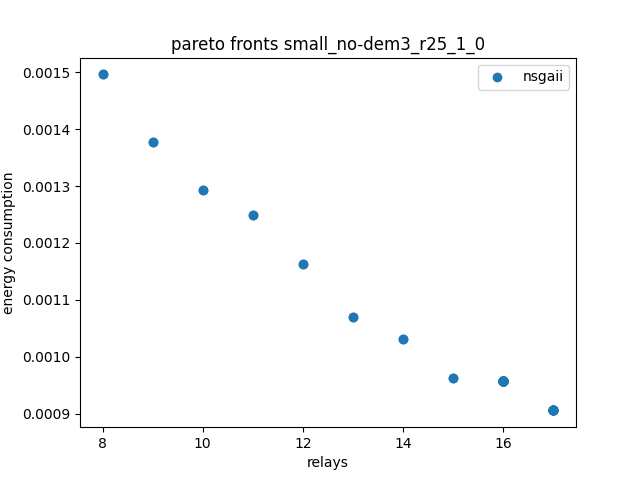 pareto fronts small_no-dem3_r25_1_0
nsgaii
0.0015
0.0014
0.0013
0.0012
0.0011
0.0010
0.0009
energy consumption
8 10 12 14 16
relays